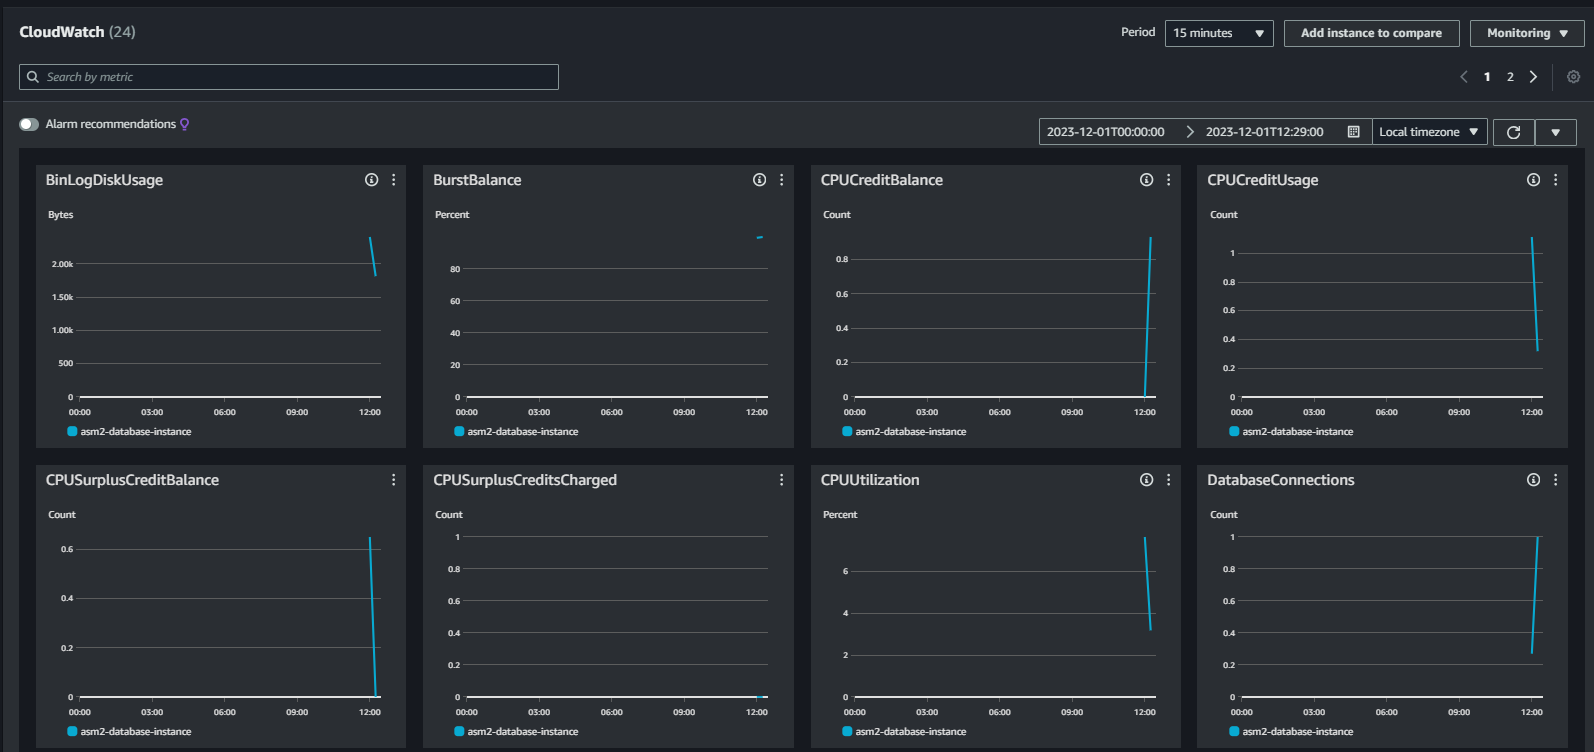 CloudWatch (24)
Period 15 minutes Add instance to compare Monitoring
Search by metric
1 2
Alarm recommendations
2023-12-01T00:00:00 2023-12-01T12:29:00 Local timezone
BinLogDiskUsage
Bytes
2.00k
1.50k
1.00k
500
0
00:00 03:00 06:00 09:00 12:00
asm2-database-instance
BurstBalance
Percent
80
60
40
20
0
00:00 03:00 06:00 09:00 12:00
asm2-database-instance
CPUCreditBalance
Count
0.8
0.6
0.4
0.2
0
00:00 03:00 06:00 09:00 12:00
asm2-database-instance
CPUCreditUsage
Count
1
0.8
0.6
0.4
0.2
0
00:00 03:00 06:00 09:00 12:00
asm2-database-instance
CPUSurplusCreditBalance
Count
0.6
0.4
0.2
0
00:00 03:00 06:00 09:00 12:00
asm2-database-instance
CPUSurplusCreditsCharged
Count
1
0.8
0.6
0.4
0.2
0
00:00 03:00 06:00 09:00 12:00
asm2-database-instance
CPUUtilization
Percent
6
4
2
0
00:00 03:00 06:00 09:00 12:00
asm2-database-instance
DatabaseConnections
Count
1
0.8
0.6
0.4
0.2
0
00:00 03:00 06:00 09:00 12:00
asm2-database-instance